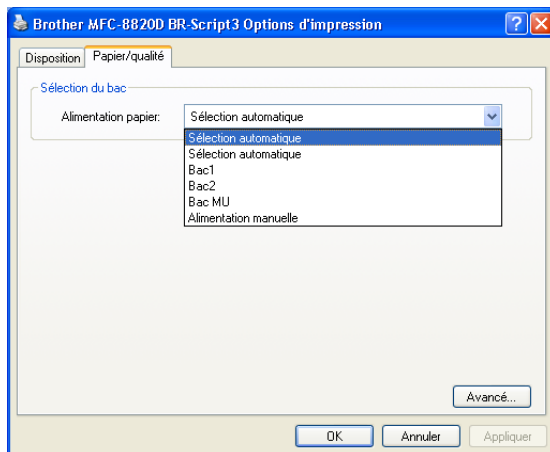 Brother MFC-8820D BR-Script3 Options d'impression
Disposition Papier/qualité
Sélection du bac
Alimentation papier: Sélection automatique
Sélection automatique
Sélection automatique
Bac1
Bac2
Bac MU
Alimentation manuelle
Avancé...
OK Annuler Appliquer